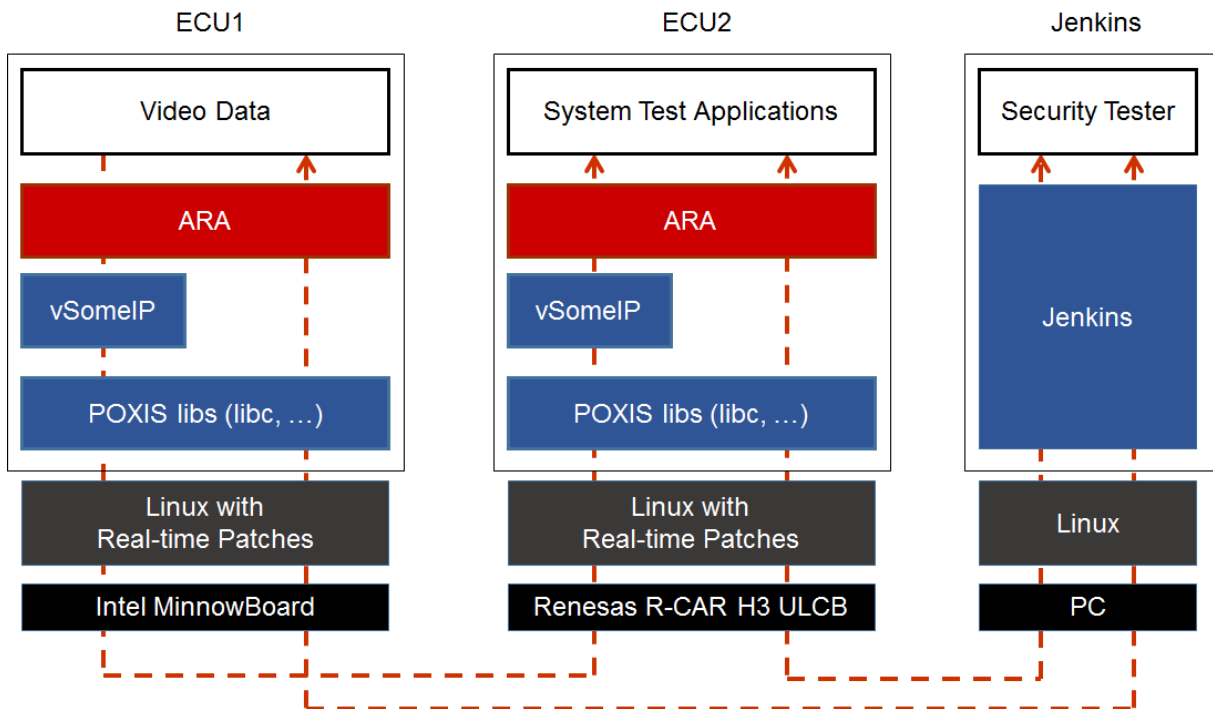 ECU1
ECU2
Jenkins
Video Data
System Test Applications
Security Tester
ARA
ARA
vSomeIP
vSomeIP
Jenkins
POXIS libs (libc, …)
POXIS libs (libc, …)
Linux with
Real-time Patches
Linux with
Real-time Patches
Linux
Intel MinnowBoard
Renesas R-CAR H3 ULCB
PC